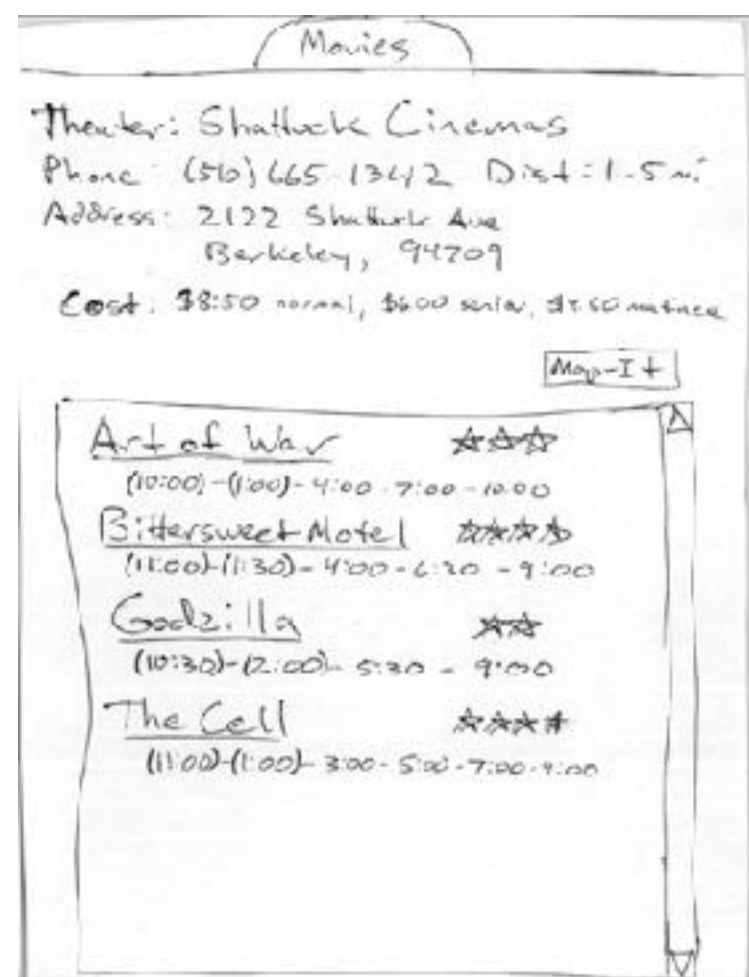 Movies
Theater: Shattuck Cinemas
Phone: (510) 665-1342 Dist: 1.5 mi
Address: 2122 Shattuck Ave
Berkeley, 94709
Cost: $8:50 normal, $6:00 senior, matinee
Map-It
Art of War
(10:00)-(1:00)-4:00-7:00-10:00
Bittersweet Motel
(11:00)-(1:30)-4:00-6:30-9:00
Godzilla
(10:30)-(2:00)-5:30-9:00
The Cell
(11:00)-(1:00)-3:00-5:00-7:00-9:00